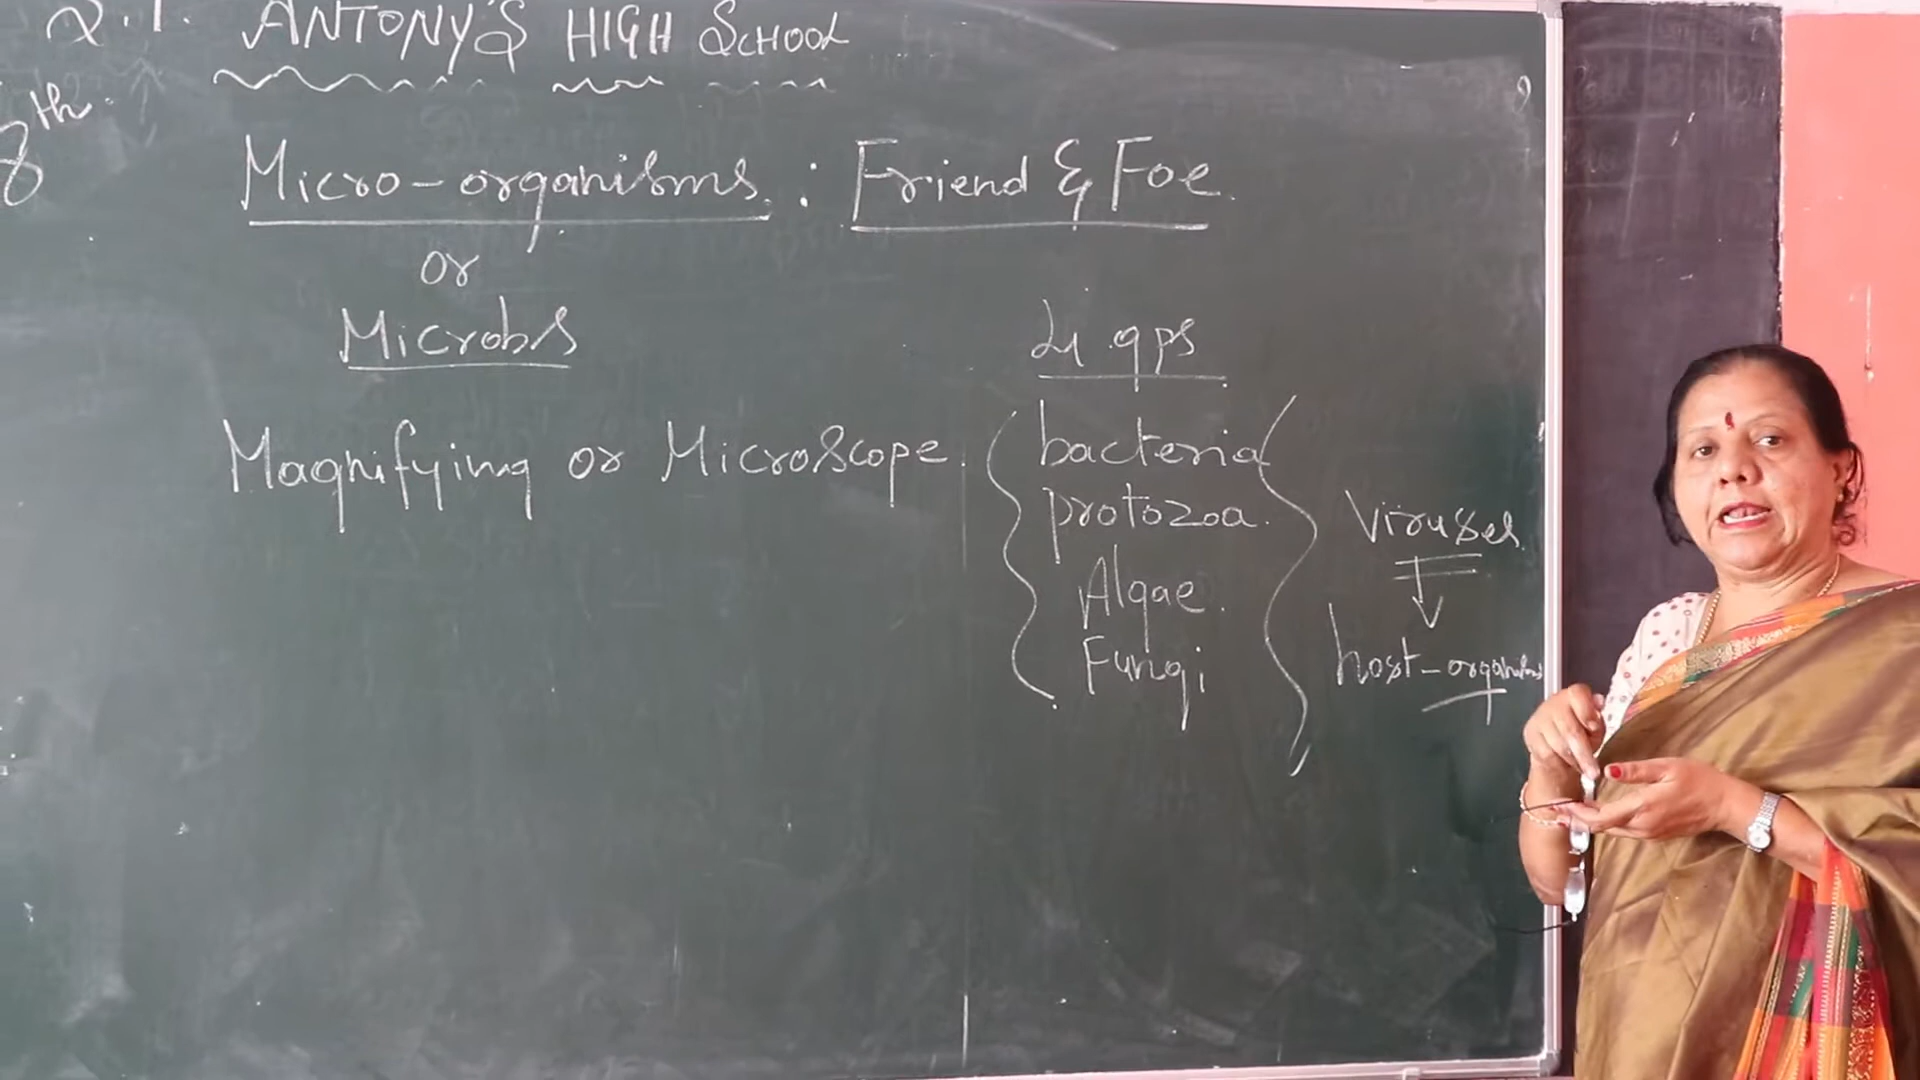 ANTONY'S HIGH SCHOOL
8th
Micro-organisms : Friend & Foe
or
Microbs
4 gps
Magnifying or Microscope
bacteria
protozoa
Algae
Fungi
Viruses
host-organism